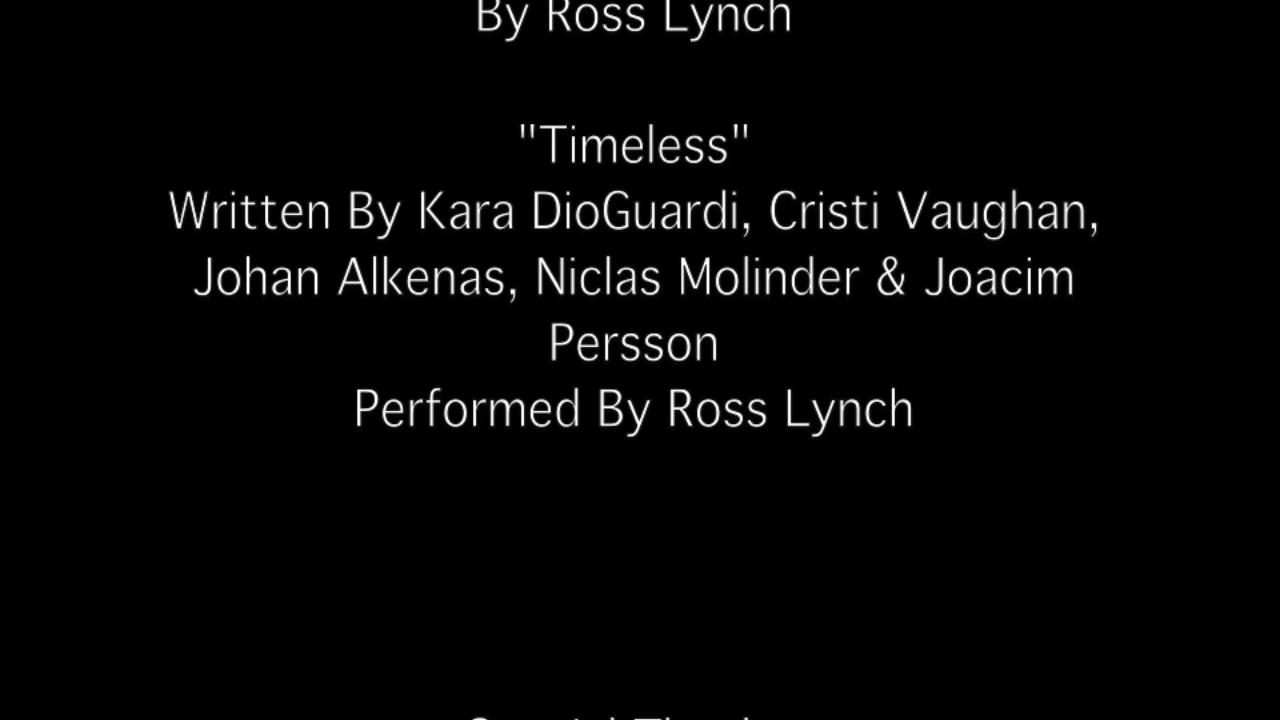 By Ross Lynch
"Timeless"
Written By Kara DioGuardi, Cristi Vaughan,
Johan Alkenas, Niclas Molinder & Joacim
Persson
Performed By Ross Lynch